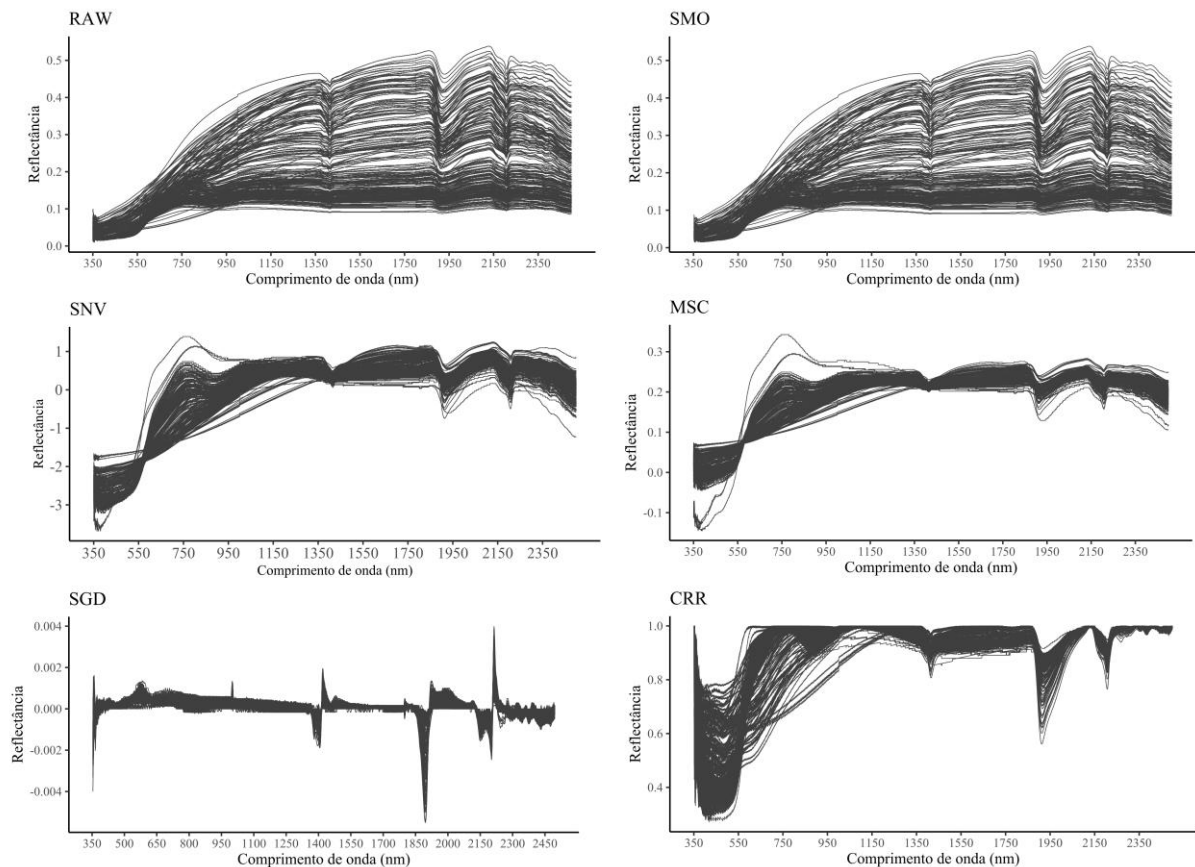 RAW
Reflectância
0.5
0.4
0.3
0.2
0.1
0.0
350 550 750 950 1150 1350 1550 1750 1950 2150 2350
Comprimento de onda (nm)
SMO
Reflectância
0.5
0.4
0.3
0.2
0.1
0.0
350 550 750 950 1150 1350 1550 1750 1950 2150 2350
Comprimento de onda (nm)
SNV
Reflectância
1
0
-1
-2
-3
350 550 750 950 1150 1350 1550 1750 1950 2150 2350
Comprimento de onda (nm)
MSC
Reflectância
0.3
0.2
0.1
0.0
-0.1
350 550 750 950 1150 1350 1550 1750 1950 2150 2350
Comprimento de onda (nm)
SGD
Reflectância
0.004
0.002
0.000
-0.002
-0.004
350 500 650 800 950 1100 1250 1400 1550 1700 1850 2000 2150 2300 2450
Comprimento de onda (nm)
CRR
Reflectância
1.0
0.8
0.6
0.4
350 550 750 950 1150 1350 1550 1750 1950 2150 2350
Comprimento de onda (nm)